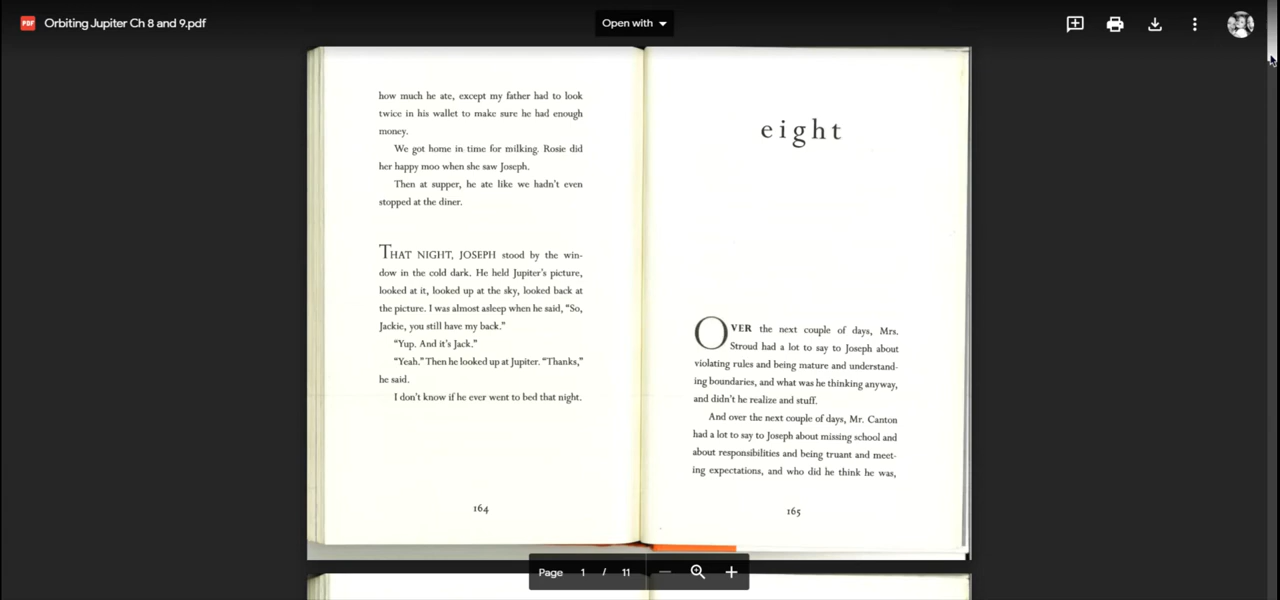 PDF
Orbiting Jupiter Ch 8 and 9.pdf
Open with
how much he ate, except my father had to look
twice in his wallet to make sure he had enough
money.
We got home in time for milking. Rosie did
her happy moo when she saw Joseph.
Then at supper, he ate like we hadn't even
stopped at the diner.
THAT NIGHT, JOSEPH stood by the win-
dow in the cold dark. He held Jupiter's picture,
looked at it, looked up at the sky, looked back at
the picture. I was almost asleep when he said, “So,
Jackie, you still have my back.”
“Yup. And it's Jack.”
“Yeah.” Then he looked up at Jupiter. “Thanks,”
he said.
I don't know if he ever went to bed that night.
164
eight
OVER the next couple of days, Mrs.
Stroud had a lot to say to Joseph about
violating rules and being mature and understand-
ing boundaries, and what was he thinking anyway,
and didn't he realize and stuff.
And over the next couple of days, Mr. Canton
had a lot to say to Joseph about missing school and
about responsibilities and being truant and meet-
ing expectations, and who did he think he was,
165
Page 1 / 11